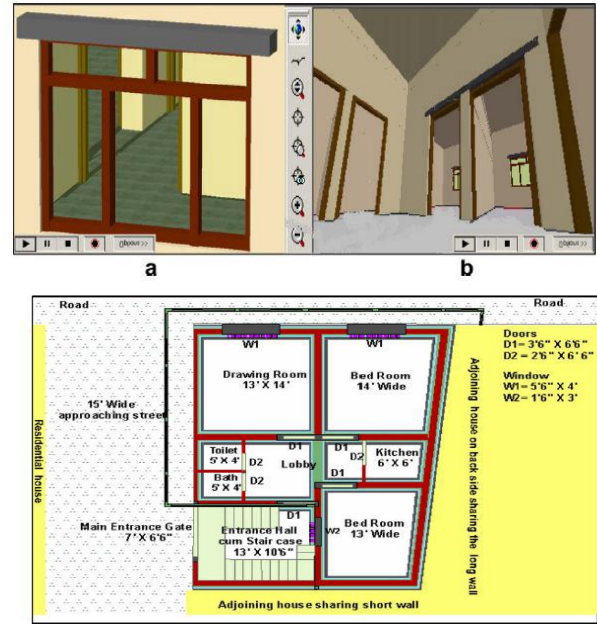 Options >>
Options >>
a
b
Road
Road
Doors
D1= 3'6" X 6'6"
D2 = 2'6" X 6'6"
Window
W1=5'6" X 4'
W2= 1'6" X 3'
W1
W1
Drawing Room
13' X 14'
Bed Room
14' Wide
15' Wide
approaching street
Residential house
Adjoining house on back side sharing the long wall
Toilet
5' X 4'
D2
D1
Lobby
D2
D1
Kitchen
6' X 6'
Bath
5' X 4'
D2
D1
Main Entrance Gate
7' X 6'6"
Entrance Hall
cum Stair case
13' X 10'6"
W2
Bed Room
13' Wide
Adjoining house sharing short wall